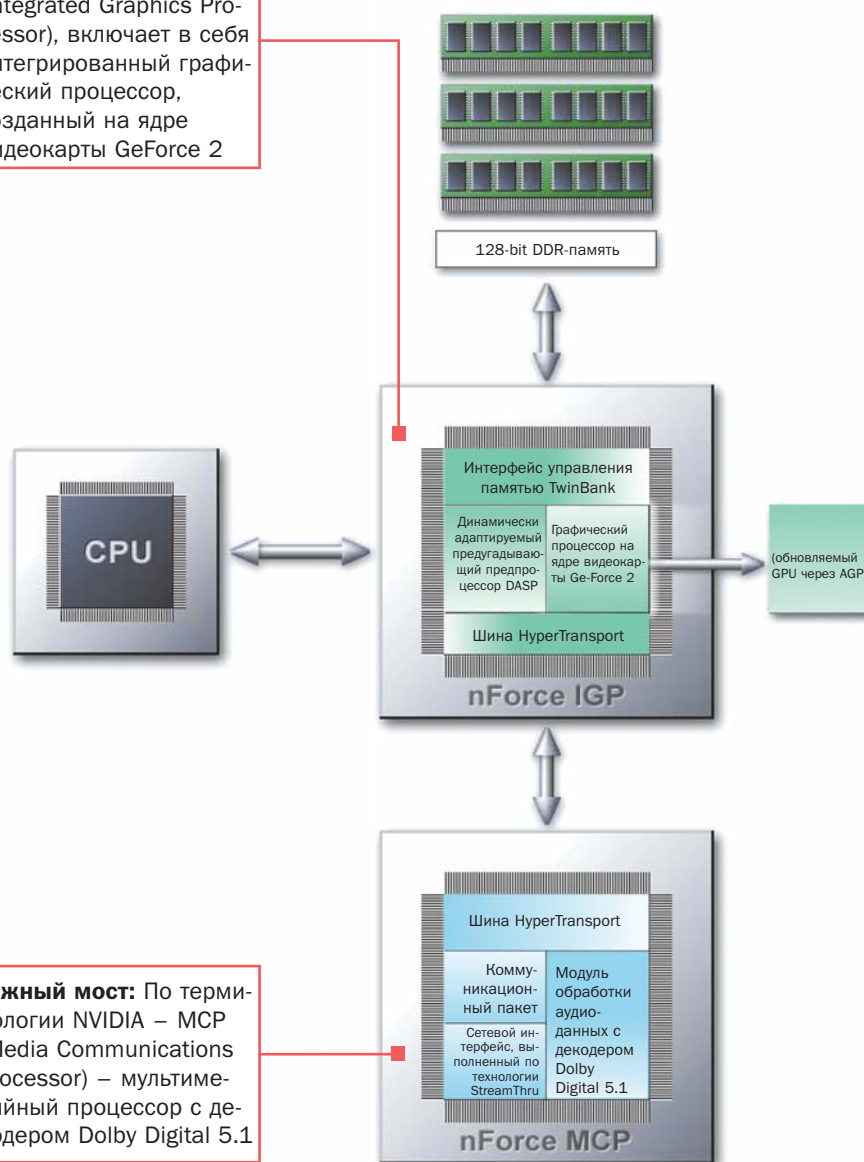 ntegrated Graphics Pro-
essor), включает в себя
нтегрированный графи-
еский процессор,
озданный на ядре
идеокарты GeForce 2
128-bit DDR-память
CPU
Интерфейс управления
памятью TwinBank
Динамически
адаптируемый
предугадываю-
щий предпро-
цессор DASP
Графический
процессор на
ядре видеокар-
ты Ge-Force 2
Шина HyperTransport
nForce IGP
(обновляемый
GPU через AGP
Шина HyperTransport
Комму-
никацион-
ный пакет
Сетевой ин-
терфейс, вы-
полненный по
технологии
StreamThru
Модуль
обработки
аудио-
данных с
декодером
Dolby
Digital 5.1
nForce MCP
жный мост: По терми-
ологии NVIDIA – MCP
Media Communications
ocessor) – мультиме-
ийный процессор с де-
одером Dolby Digital 5.1